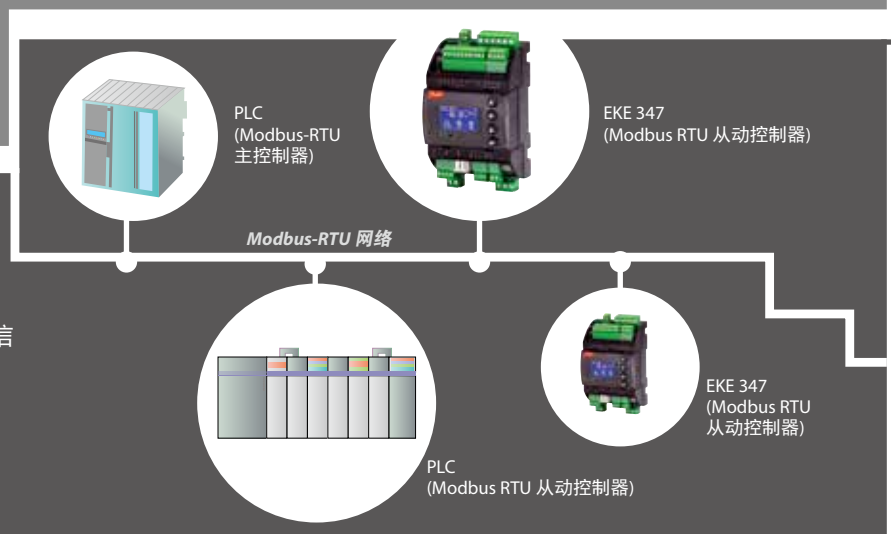 PLC
(Modbus-RTU
主控制器)
EKE 347
(Modbus RTU 从动控制器)
Modbus-RTU 网络
信
EKE 347
(Modbus RTU
从动控制器)
PLC
(Modbus RTU 从动控制器)